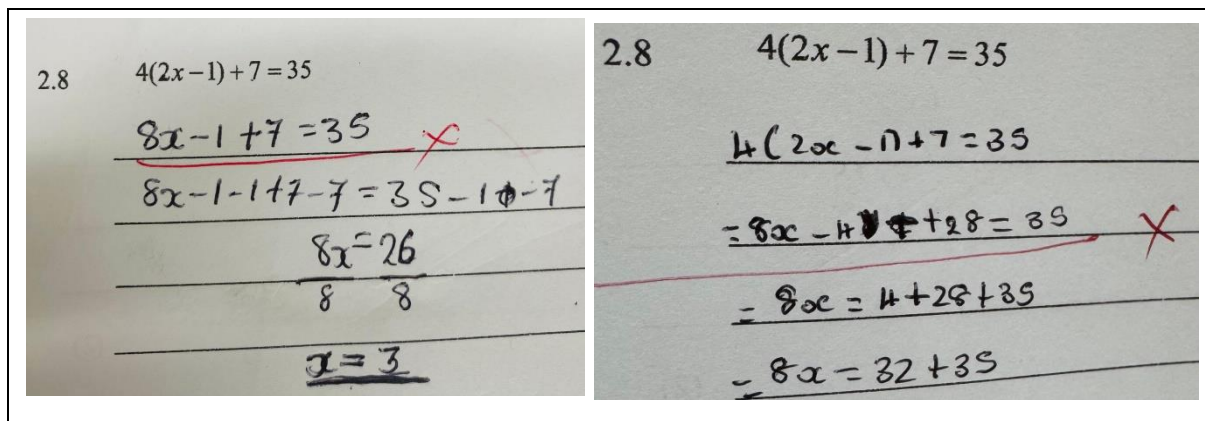 2.8 4(2x−1)+7=35
8x-1+7=35
8x-1-1+7-7=35-1-7
8x=26
8 8
x=3
2.8 4(2x−1)+7=35
4(2x-1)+7=35
=8x-4+28=35
= 8x=4+28+35
= 8x=32+35